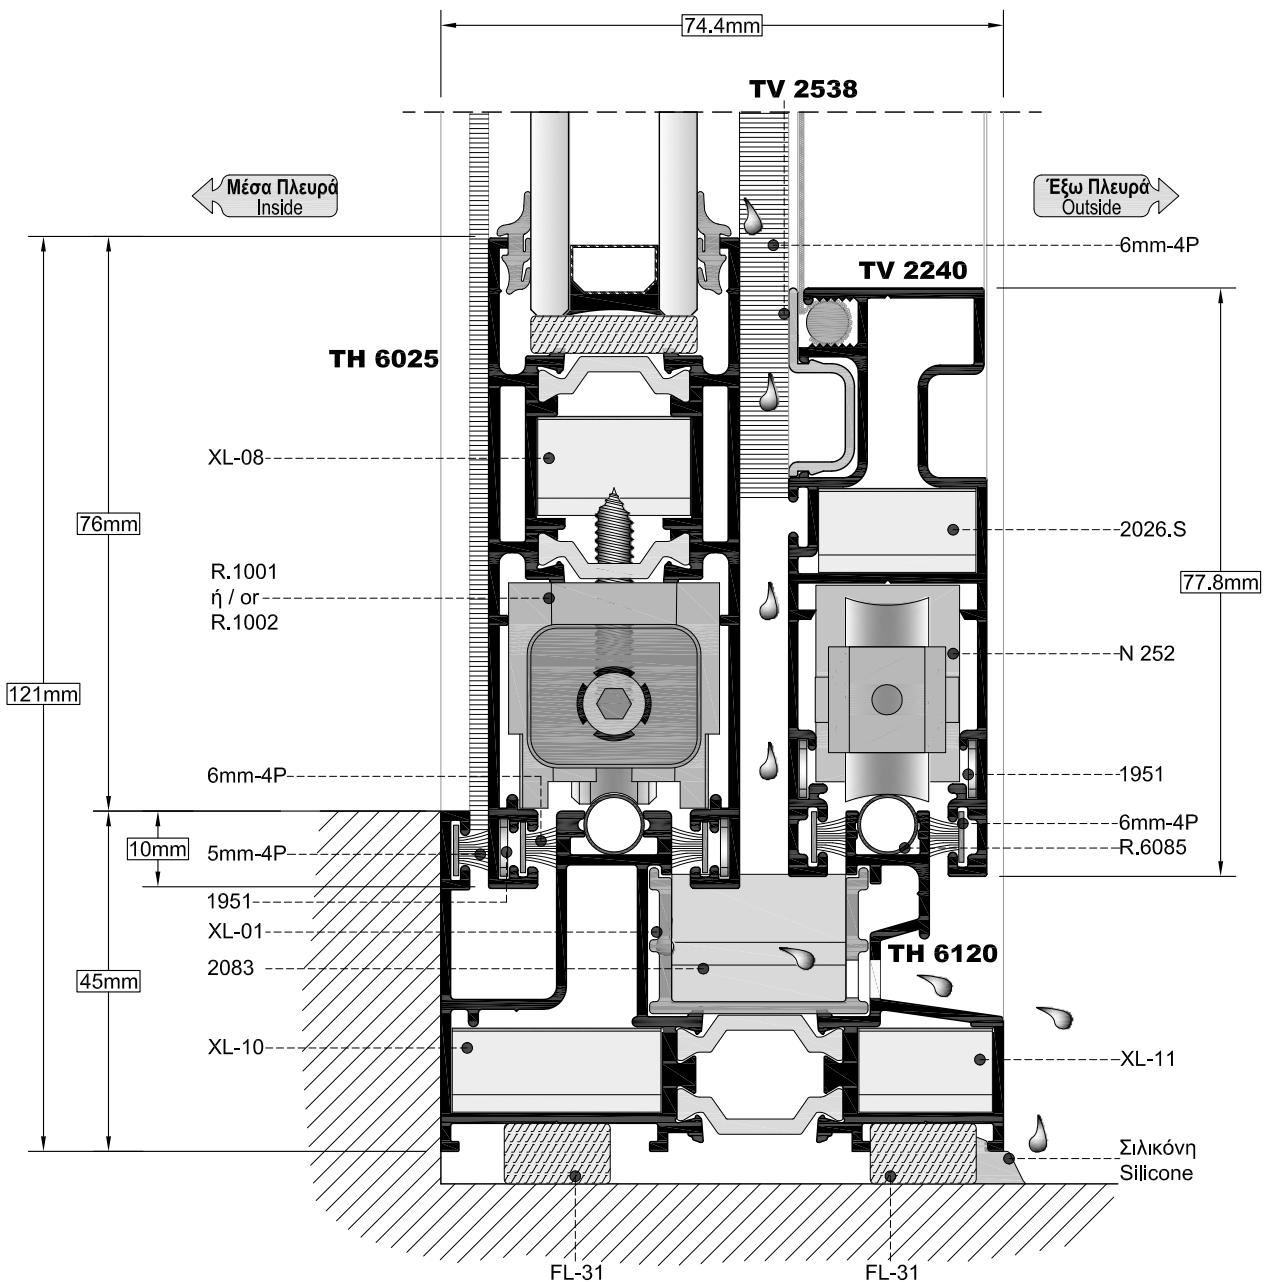 74.4mm
TV 2538
Μέσα Πλευρά
Inside
Έξω Πλευρά
Outside
6mm-4P
TV 2240
TH 6025
XL-08
76mm
2026.S
R.1001
ή / or
R.1002
77.8mm
N 252
121mm
6mm-4P
1951
6mm-4P
10mm
5mm-4P
R.6085
1951
XL-01
TH 6120
2083
45mm
XL-10
XL-11
Σιλικόνη
Silicone
FL-31
FL-31